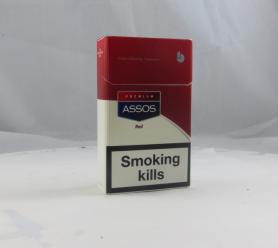 PREMIUM
ASSOS
Red
Smoking
kills